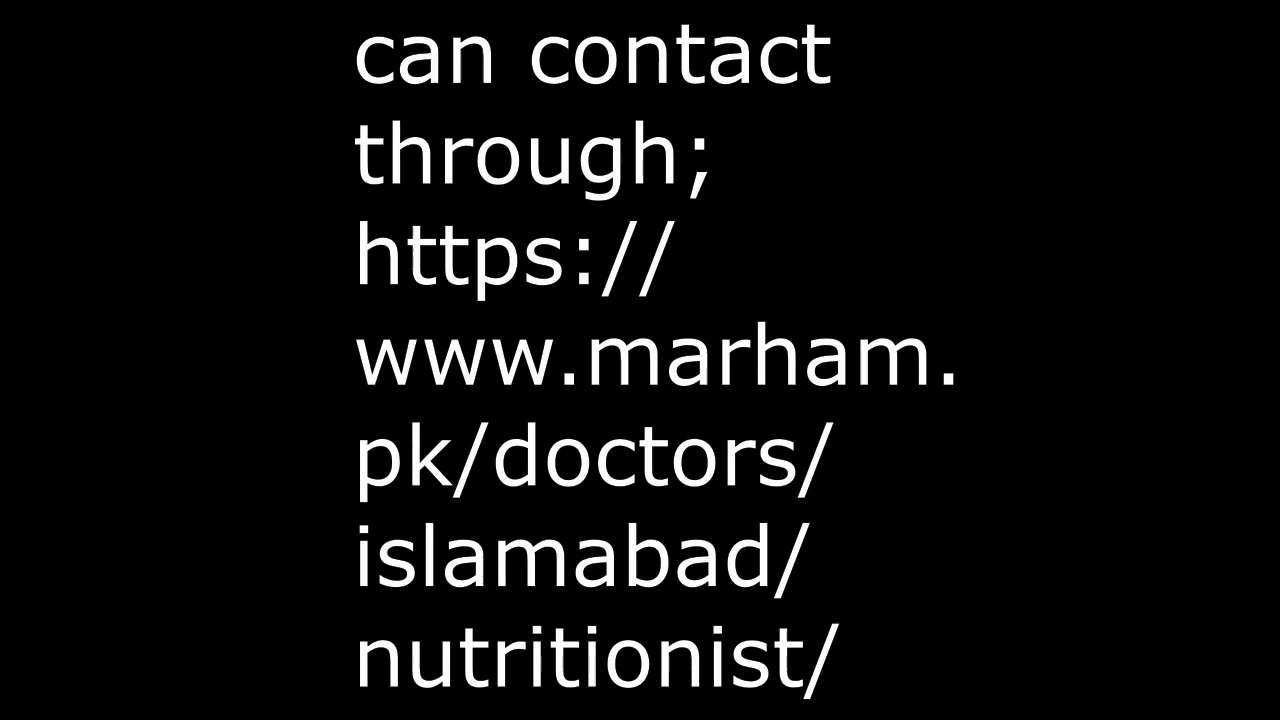 can contact
through;
https://
www.marham.
pk/doctors/
islamabad/
nutritionist/